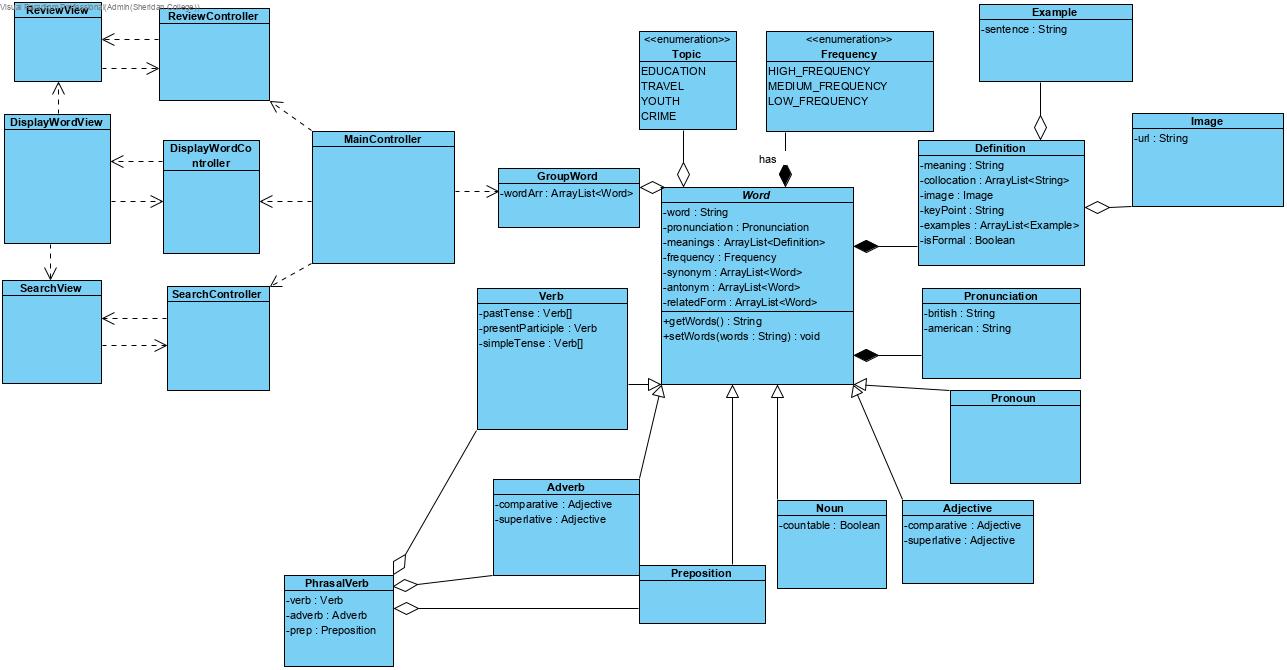 Visual Paradigm Professional(Admin(Sheridan College))
ReviewView
ReviewController
DisplayWordView
DisplayWordCo
ntroller
MainController
SearchView
SearchController
GroupWord
-wordArr : ArrayList<Word>
<<enumeration>>
Topic
EDUCATION
TRAVEL
YOUTH
CRIME
<<enumeration>>
Frequency
HIGH_FREQUENCY
MEDIUM_FREQUENCY
LOW_FREQUENCY
has
Example
-sentence : String
Image
-url : String
Definition
-meaning : String
-collocation : ArrayList<String>
-image : Image
-keyPoint : String
-examples : ArrayList<Example>
-isFormal : Boolean
Word
-word : String
-pronunciation : Pronunciation
-meanings : ArrayList<Definition>
-frequency : Frequency
-synonym : ArrayList<Word>
-antonym : ArrayList<Word>
-relatedForm : ArrayList<Word>
+getWords() : String
+setWords(words : String) : void
Pronunciation
-british : String
-american : String
Verb
-pastTense : Verb[]
-presentParticiple : Verb
-simpleTense : Verb[]
Pronoun
Adverb
-comparative : Adjective
-superlative : Adjective
Noun
-countable : Boolean
Adjective
-comparative : Adjective
-superlative : Adjective
Preposition
PhrasalVerb
-verb : Verb
-adverb : Adverb
-prep : Preposition